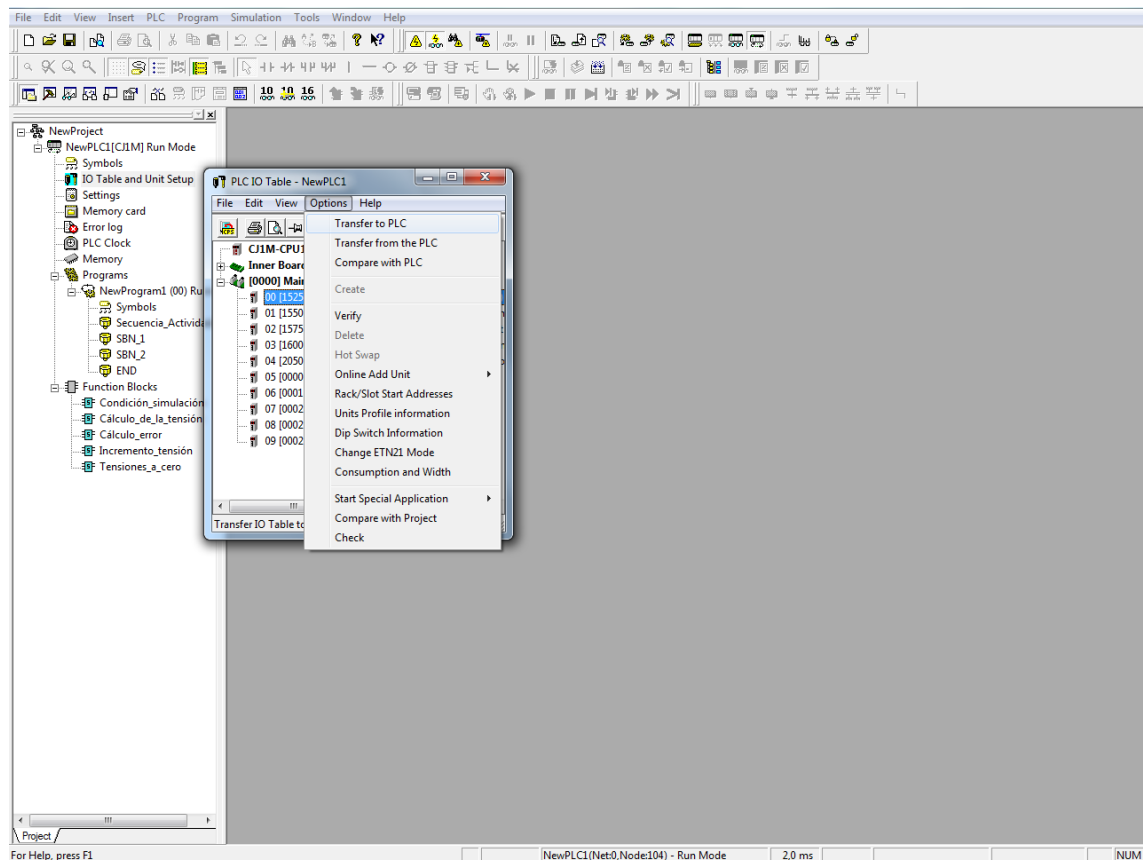 File Edit View Insert PLC Program Simulation Tools Window Help
10 10 16
NewProject
NewPLC1[CJ1M] Run Mode
Symbols
IO Table and Unit Setup
Settings
Memory card
Error log
PLC Clock
Memory
Programs
NewProgram1 (00) Ru
Symbols
Secuencia_Activida
SBN_1
SBN_2
END
Function Blocks
Condición_simulación
Cálculo_de_la_tensión
Cálculo_error
Incremento_tensión
Tensiones_a_cero
Project
PLC IO Table - NewPLC1
File Edit View Options Help
CJ1M-CPU1
Inner Board
[0000] Main
00 [1525
01 [1550
02 [1575
03 [1600
04 [2050
05 [0000
06 [0001
07 [0002
08 [0002
09 [0002
Transfer IO Table to
Transfer to PLC
Transfer from the PLC
Compare with PLC
Create
Verify
Delete
Hot Swap
Online Add Unit
Rack/Slot Start Addresses
Units Profile information
Dip Switch Information
Change ETN21 Mode
Consumption and Width
Start Special Application
Compare with Project
Check
For Help, press F1
NewPLC1(Net:0,Node:104) - Run Mode
2,0 ms
NUM